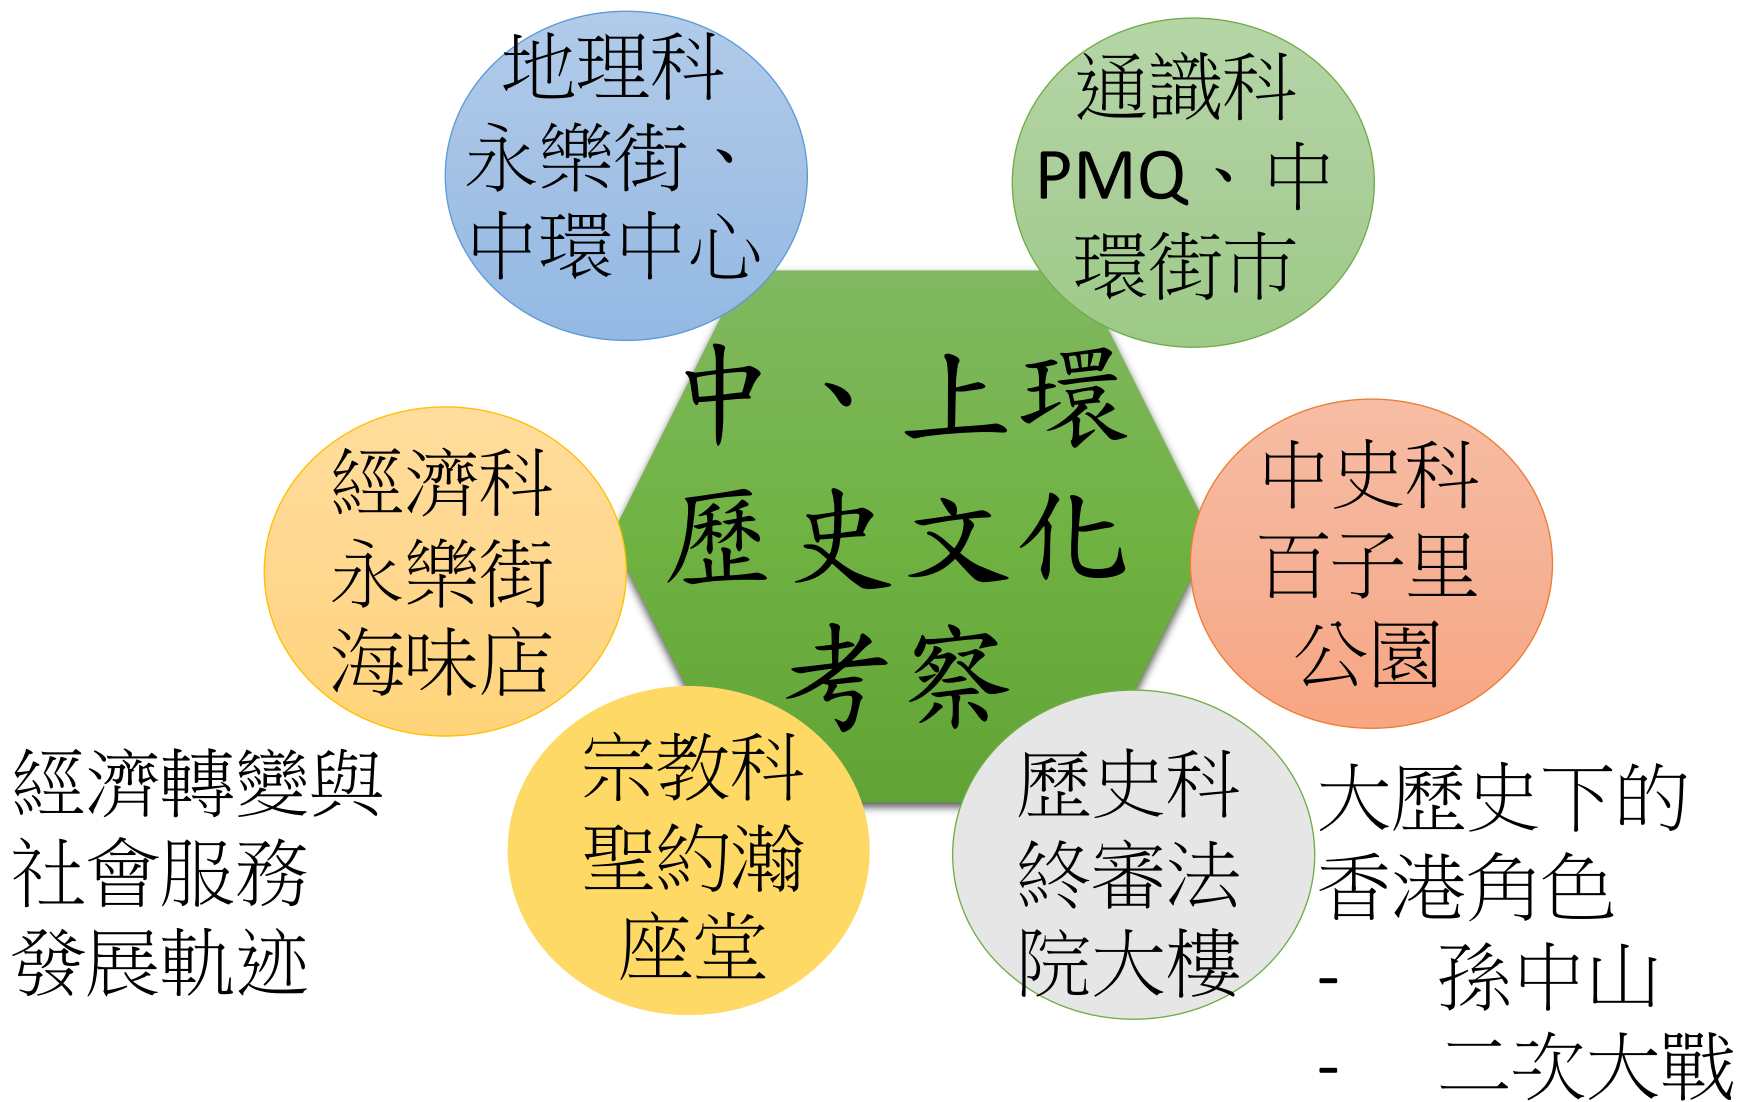 地理科
永樂街、
中環中心
通識科
PMQ、中
環街市
中、上環
歷史文化
考察
經濟科
永樂街
海味店
中史科
百子里
公園
宗教科
聖約瀚
座堂
歷史科
終審法
院大樓
經濟轉變與
社會服務
發展軌迹
大歷史下的
香港角色
- 孫中山
- 二次大戰